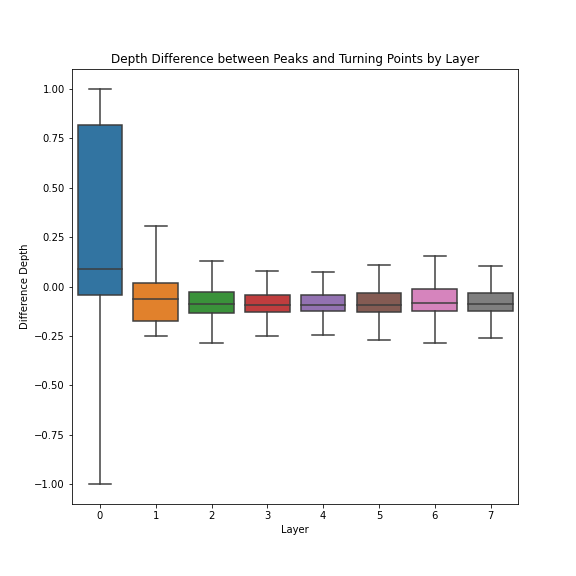 Depth Difference between Peaks and Turning Points by Layer
1.00
0.75
0.50
0.25
0.00
−0.25
−0.50
−0.75
−1.00
Difference Depth
0 1 2 3 4 5 6 7
Layer